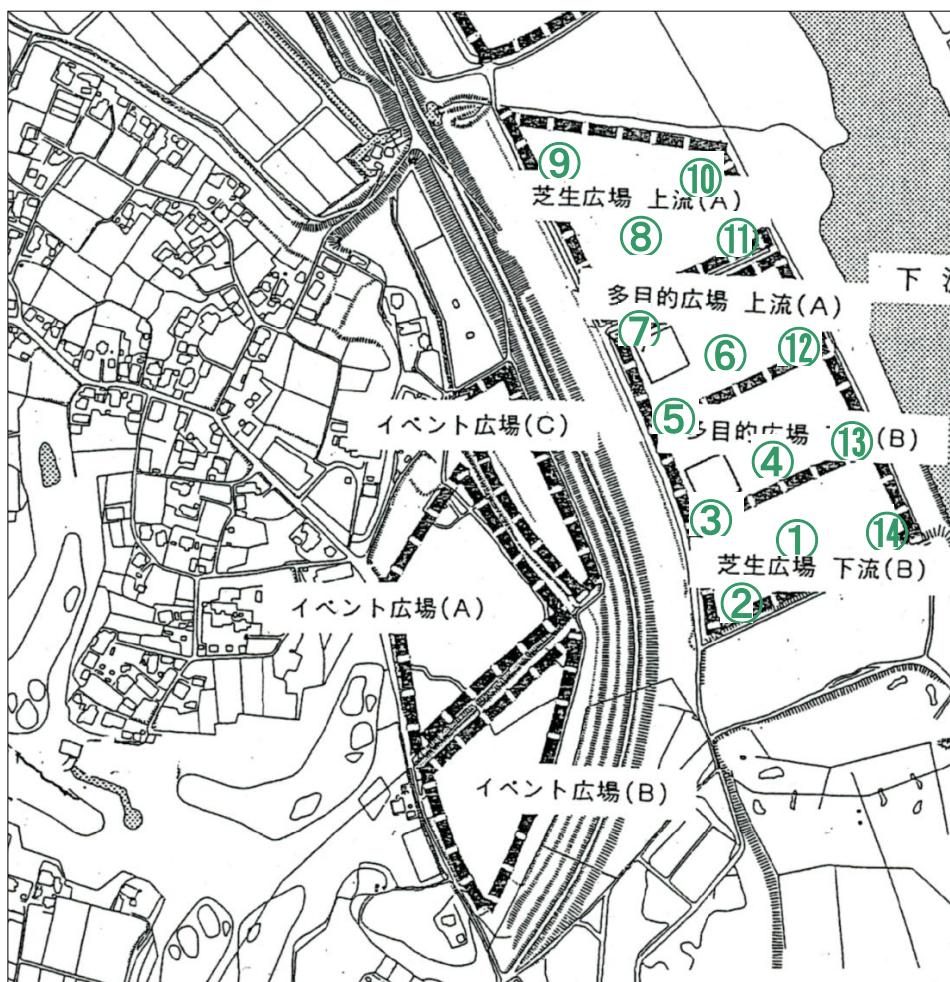 ⑨
⑩
芝生広場 上流(A)
⑧
⑪
下
多目的広場 上流(A)
⑦
⑥
⑫
⑤
イベント広場(C)
多目的広場 (B)
⑬
④
③
①
⑭
芝生広場 下流(B)
イベント広場(A)
②
イベント広場(B)